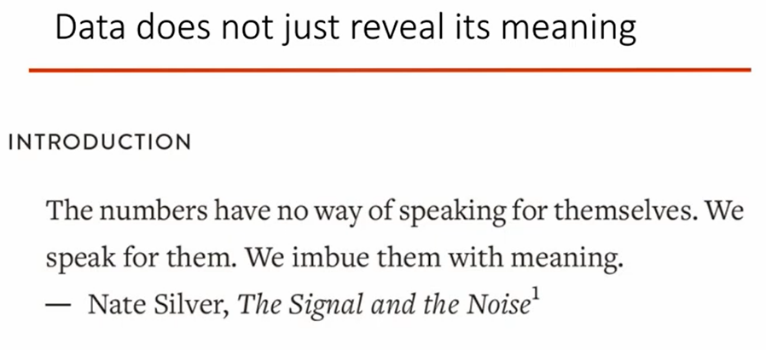 Data does not just reveal its meaning
INTRODUCTION
The numbers have no way of speaking for themselves. We
speak for them. We imbue them with meaning.
— Nate Silver, The Signal and the Noise¹